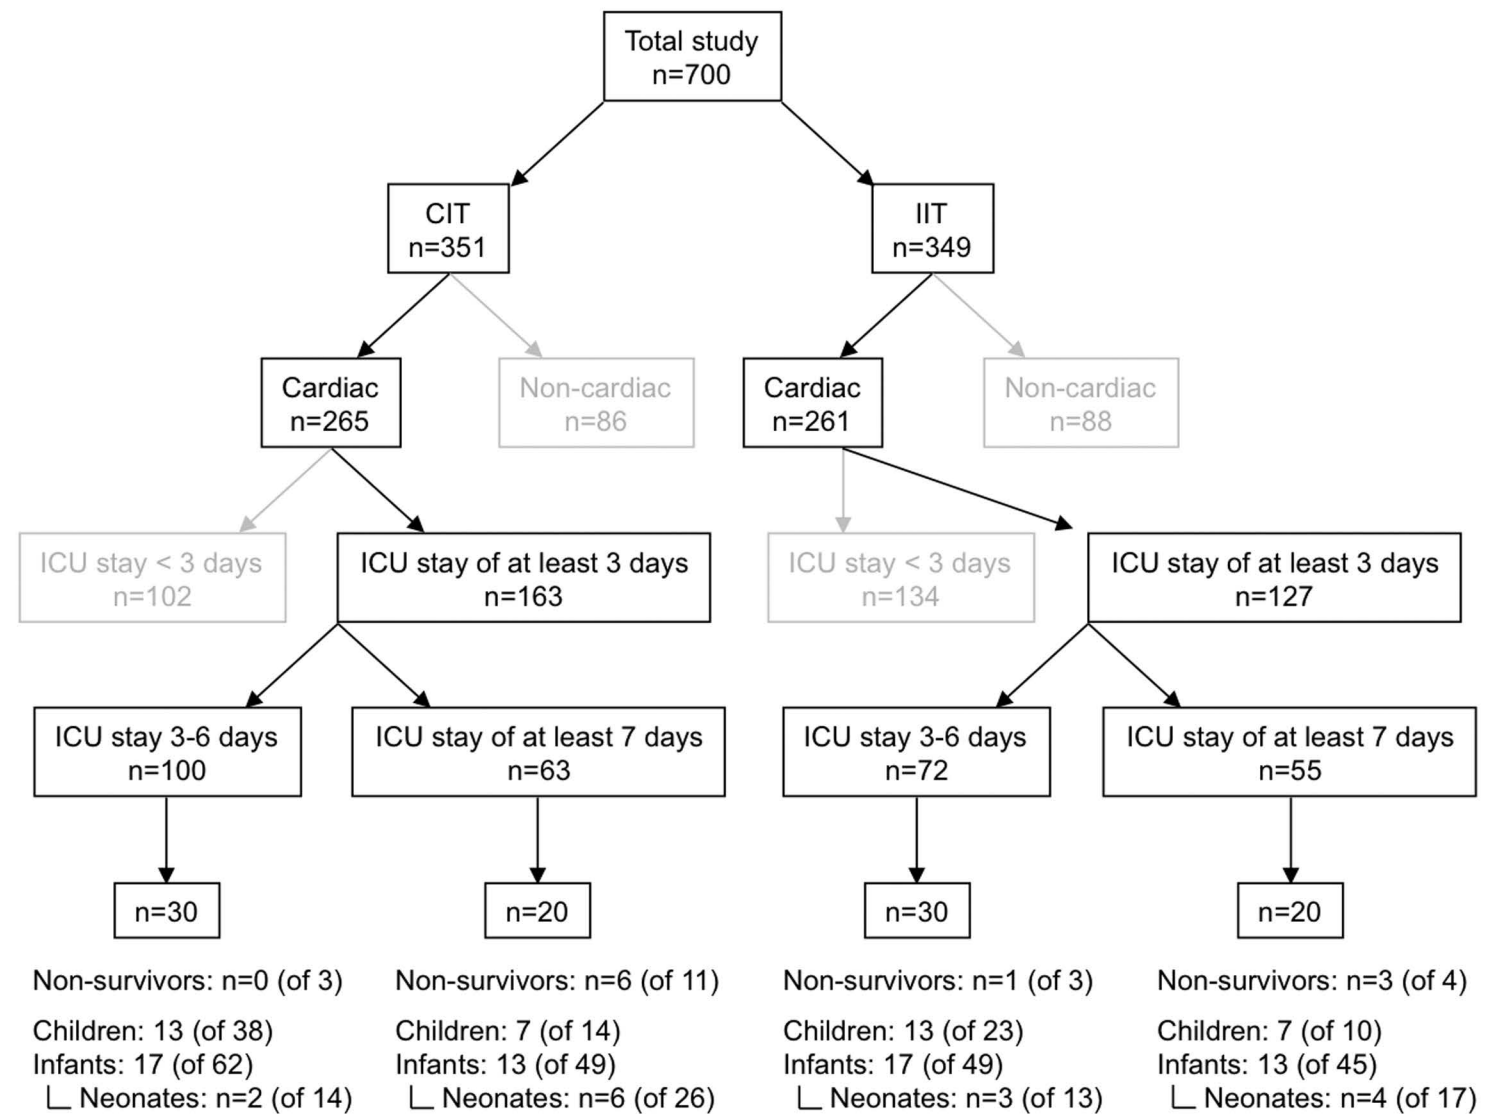 Total study
n=700
CIT
n=351
IIT
n=349
Cardiac
n=265
Non-cardiac
n=86
Cardiac
n=261
Non-cardiac
n=88
ICU stay < 3 days
n=102
ICU stay of at least 3 days
n=163
ICU stay < 3 days
n=134
ICU stay of at least 3 days
n=127
ICU stay 3-6 days
n=100
ICU stay of at least 7 days
n=63
ICU stay 3-6 days
n=72
ICU stay of at least 7 days
n=55
n=30
n=20
n=30
n=20
Non-survivors: n=0 (of 3)
Children: 13 (of 38)
Infants: 17 (of 62)
Neonates: n=2 (of 14)
Non-survivors: n=6 (of 11)
Children: 7 (of 14)
Infants: 13 (of 49)
Neonates: n=6 (of 26)
Non-survivors: n=1 (of 3)
Children: 13 (of 23)
Infants: 17 (of 49)
Neonates: n=3 (of 13)
Non-survivors: n=3 (of 4)
Children: 7 (of 10)
Infants: 13 (of 45)
Neonates: n=4 (of 17)